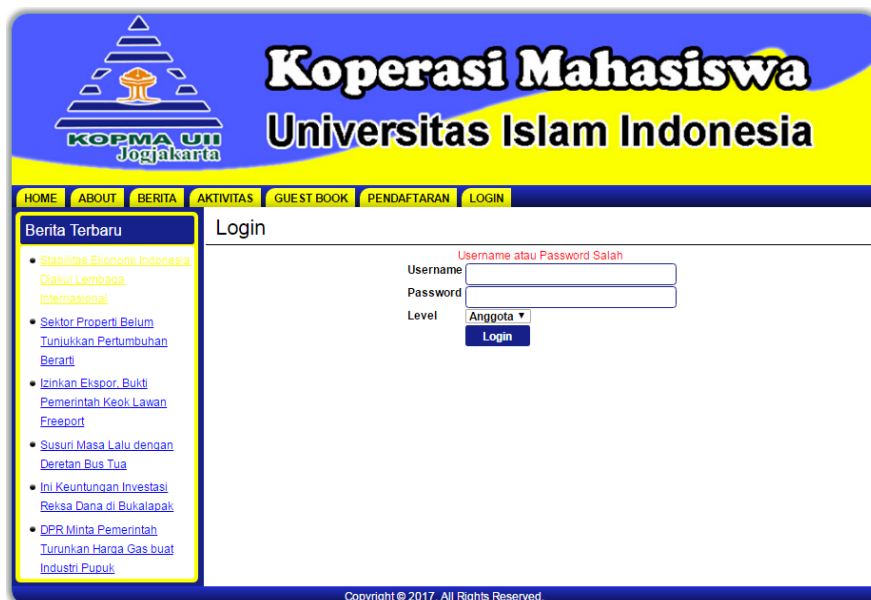 KOPMA UII
Jogjakarta
Koperasi Mahasiswa
Universitas Islam Indonesia
HOME ABOUT BERITA AKTIVITAS GUEST BOOK PENDAFTARAN LOGIN
Berita Terbaru
Stabilitas Ekonomi Indonesia
Diakui Lembaga
Internasional
Sektor Properti Belum
Tunjukkan Pertumbuhan
Berarti
Izinkan Ekspor, Bukti
Pemerintah Keok Lawan
Freeport
Susuri Masa Lalu dengan
Deretan Bus Tua
Ini Keuntungan Investasi
Reksa Dana di Bukalapak
DPR Minta Pemerintah
Turunkan Harga Gas buat
Industri Pupuk
Login
Username atau Password Salah
Username
Password
Level Anggota
Login
Copyright © 2017. All Rights Reserved.